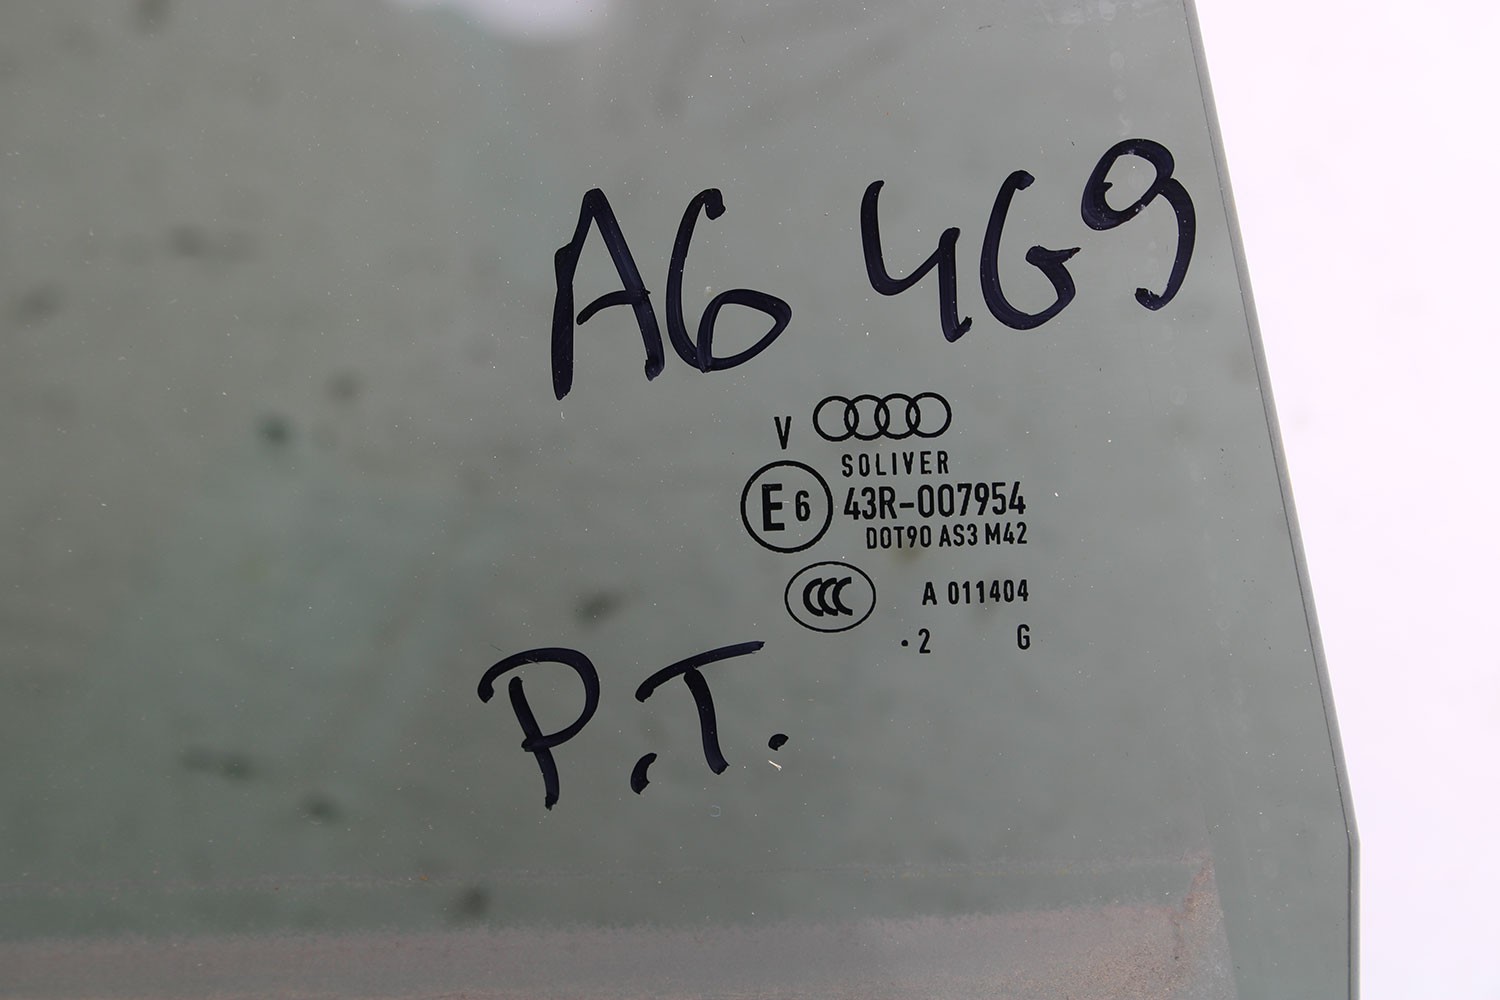 A6 4G9
V
SOLIVER
E6 43R-007954
DOT90 AS3 M42
CCC A 011404
·2 G
P.T.